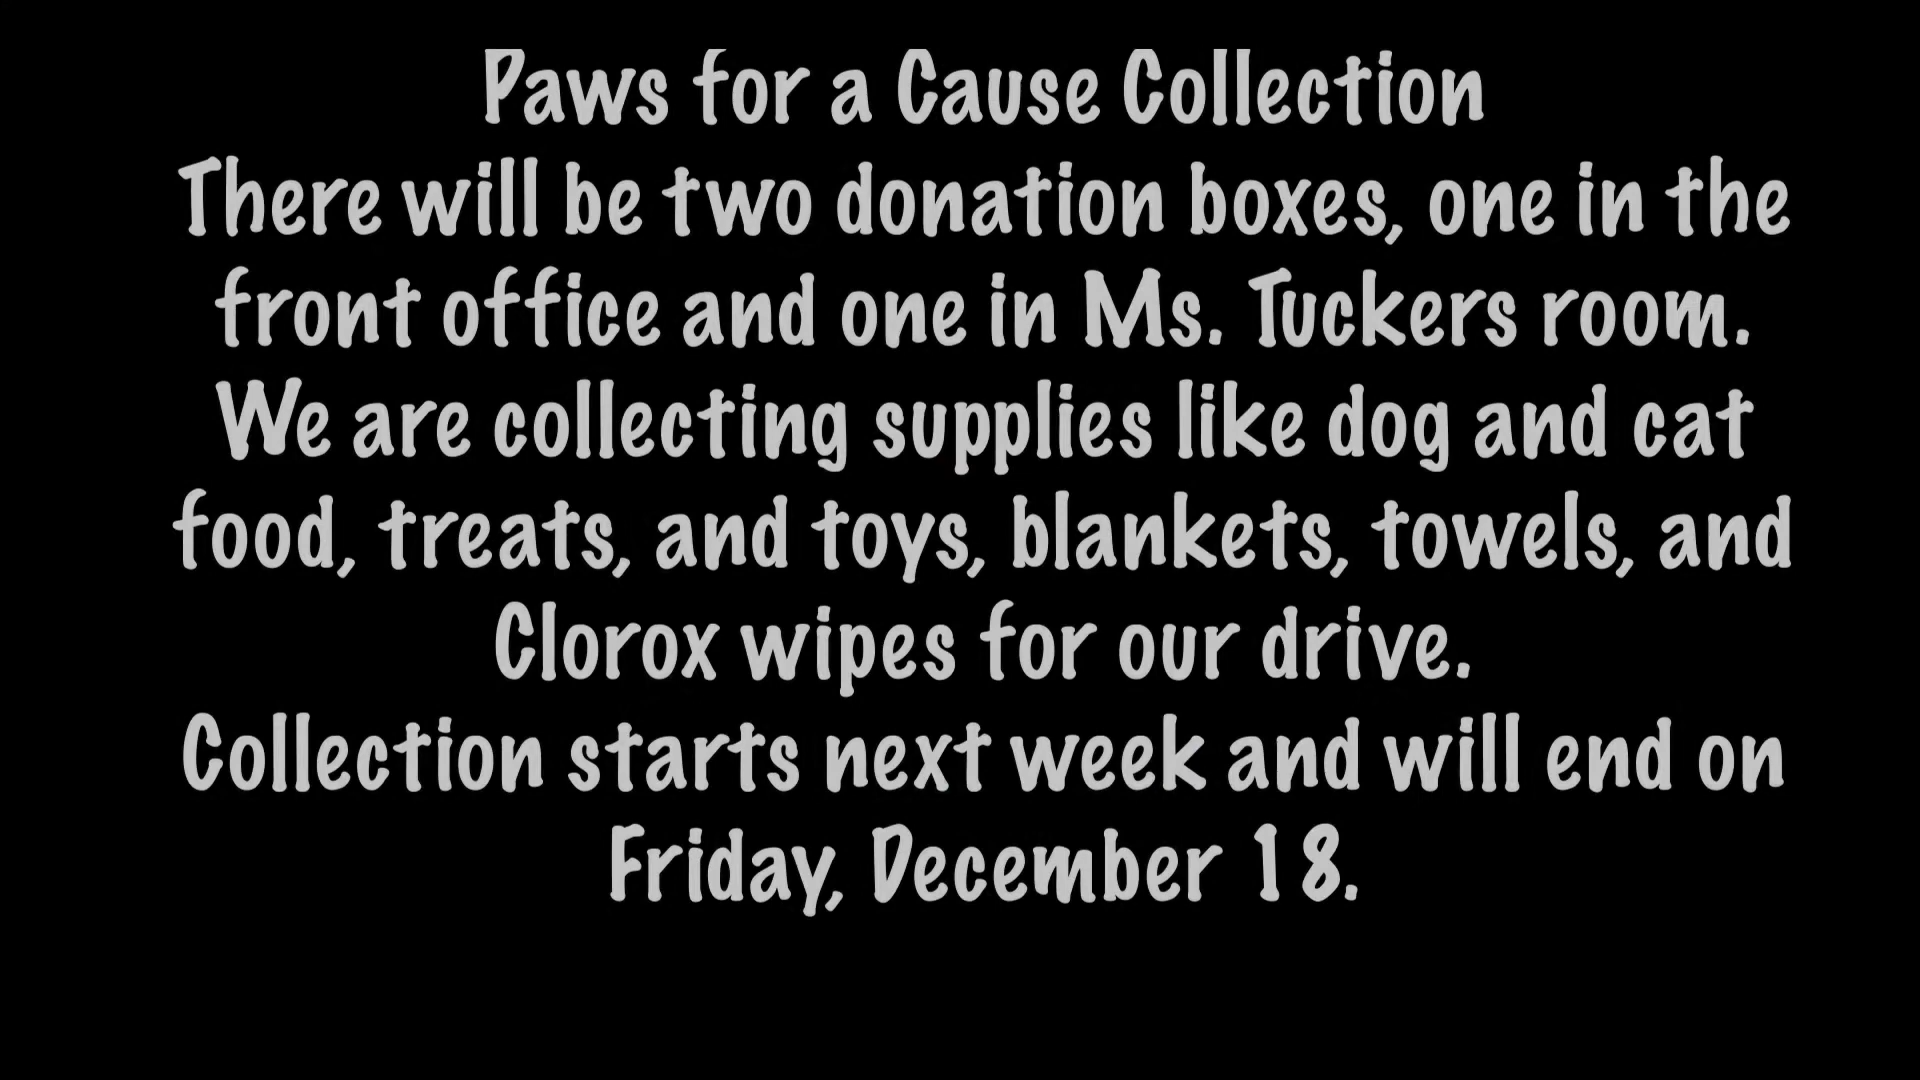 Paws for a Cause Collection
There will be two donation boxes, one in the
front office and one in Ms. Tuckers room.
We are collecting supplies like dog and cat
food, treats, and toys, blankets, towels, and
Clorox wipes for our drive.
Collection starts next week and will end on
Friday, December 18.